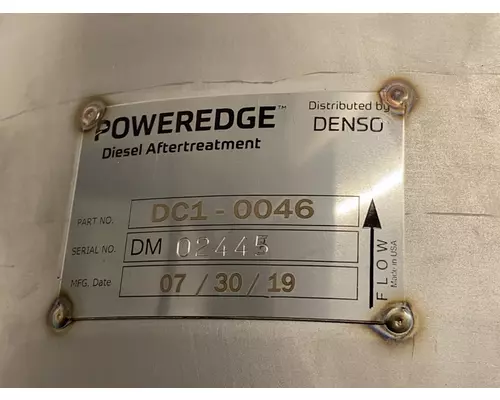 POWEREDGE™
Diesel Aftertreatment
Distributed by
DENSO
PART NO. DC1-0046
SERIAL NO. DM 02445
MFG. Date 07 / 30 / 19
FLOW
Made in USA